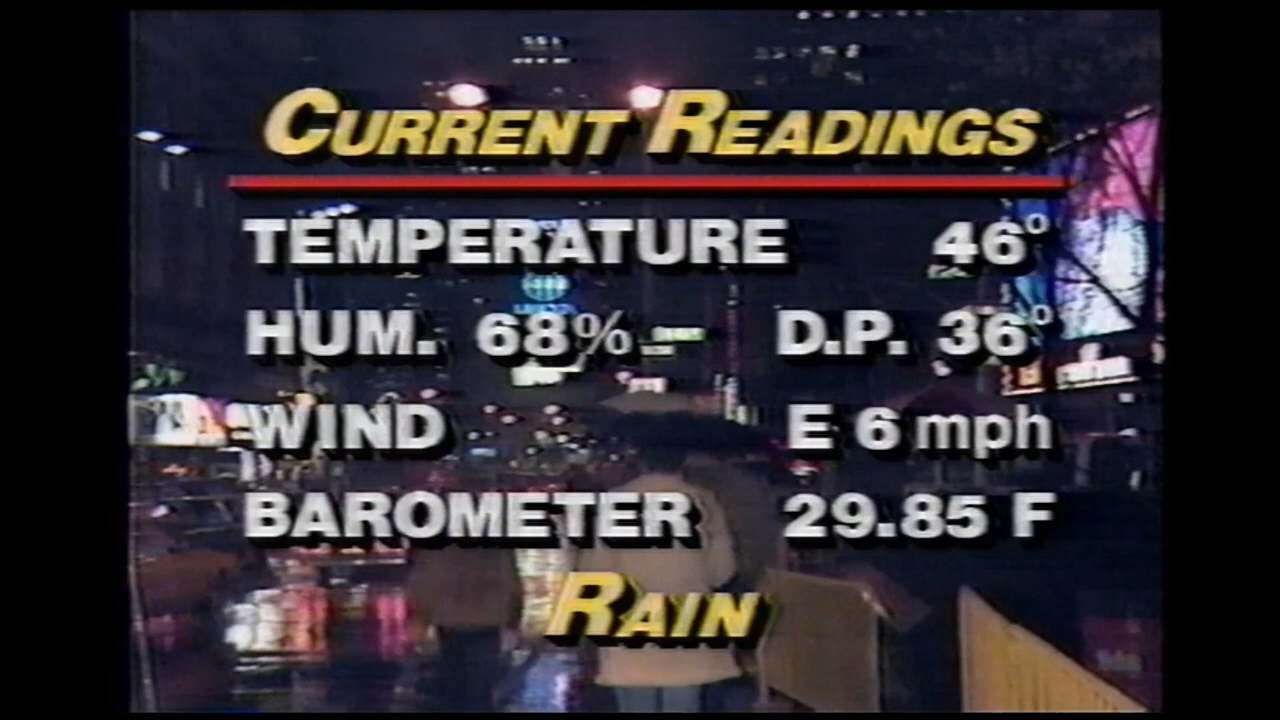 CURRENT READINGS
TEMPERATURE 46°
HUM. 68% D.P. 36°
WIND E 6 mph
BAROMETER 29.85 F
RAIN